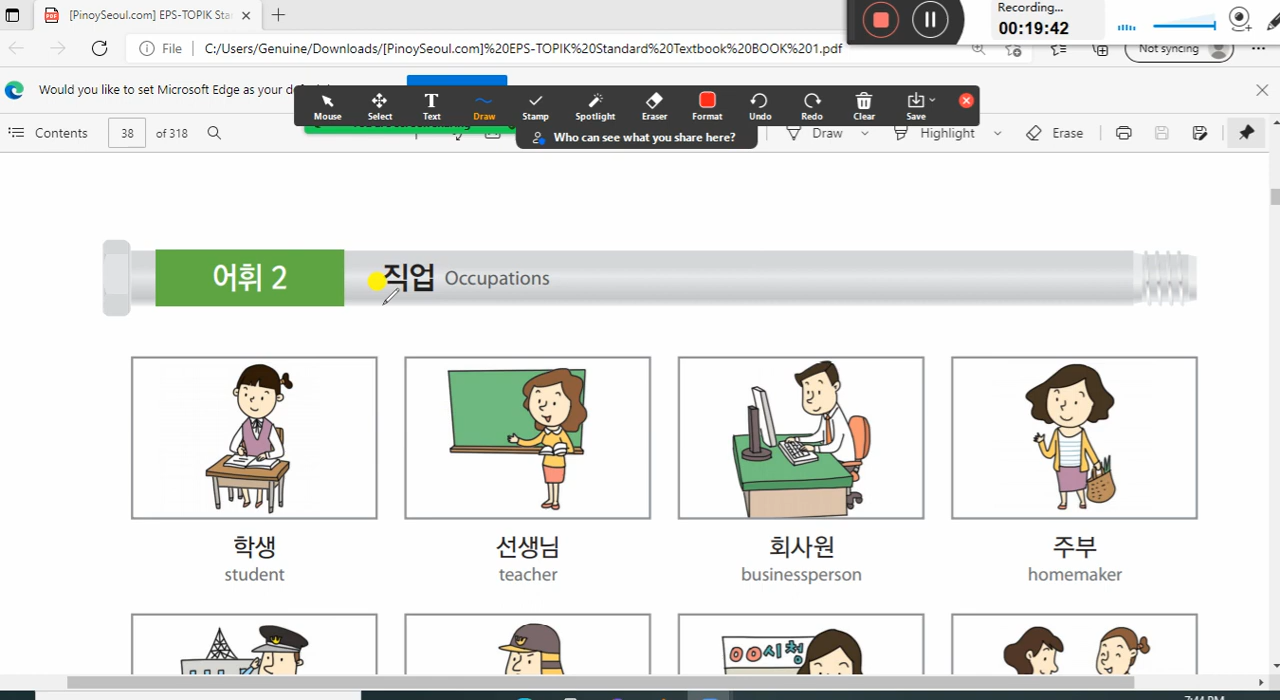 [PinoySeoul.com] EPS-TOPIK Sta
Recording...
00:19:42
File
C:/Users/Genuine/Downloads/[PinoySeoul.com]%20EPS-TOPIK%20Standard%20Textbook%20BOOK%201.pdf
Not syncing
Would you like to set Microsoft Edge as your de
Mouse Select Text Draw Stamp Spotlight Eraser Format Undo Redo Clear Save
Who can see what you share here?
Contents 38 of 318 Draw Highlight Erase
어휘 2 직업 Occupations
학생 선생님 회사원 주부
student teacher businessperson homemaker
시청